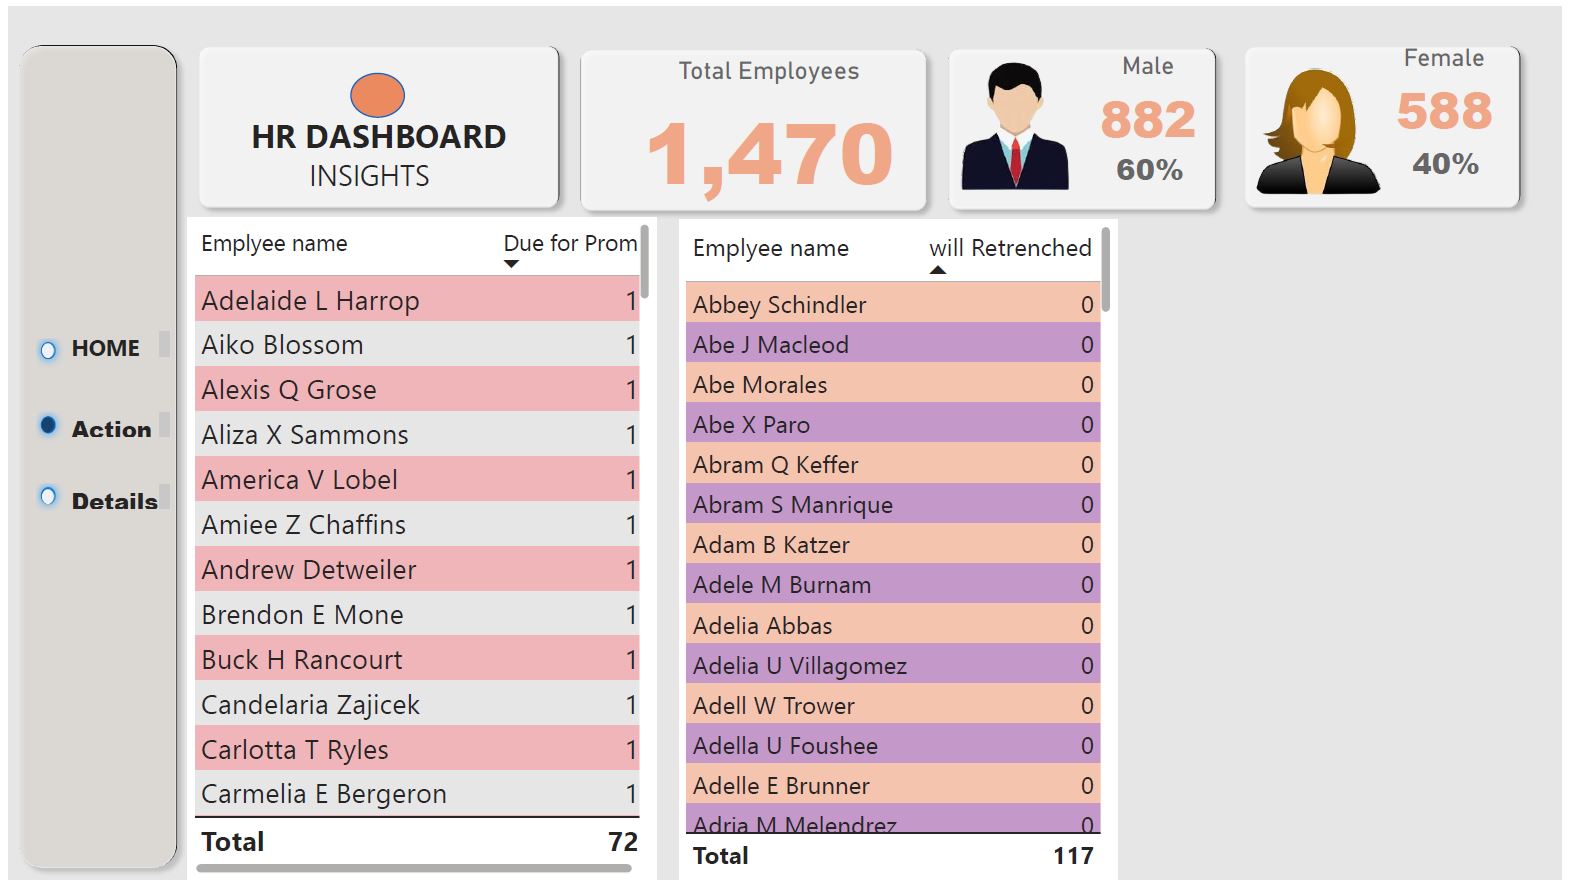 HR DASHBOARD
INSIGHTS
Total Employees
1,470
Male
882
60%
Female
588
40%
HOME
Action
Details
Emplyee name Due for Prom
Adelaide L Harrop 1
Aiko Blossom 1
Alexis Q Grose 1
Aliza X Sammons 1
America V Lobel 1
Amiee Z Chaffins 1
Andrew Detweiler 1
Brendon E Mone 1
Buck H Rancourt 1
Candelaria Zajicek 1
Carlotta T Ryles 1
Carmelia E Bergeron 1
Total 72
Emplyee name will Retrenched
Abbey Schindler 0
Abe J Macleod 0
Abe Morales 0
Abe X Paro 0
Abram Q Keffer 0
Abram S Manrique 0
Adam B Katzer 0
Adele M Burnam 0
Adelia Abbas 0
Adelia U Villagomez 0
Adell W Trower 0
Adella U Foushee 0
Adelle E Brunner 0
Adria M Melendrez 0
Total 117